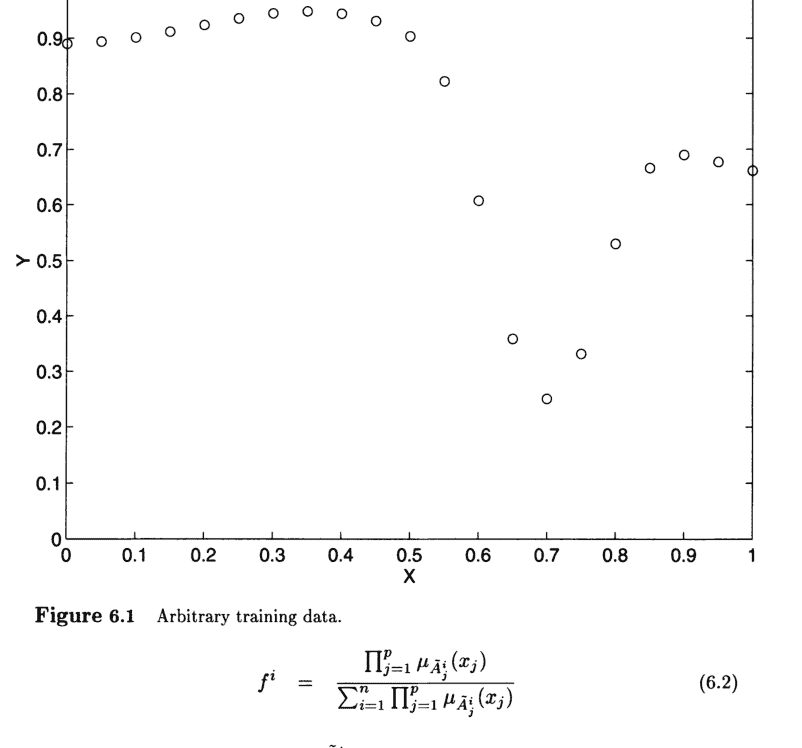 0.9
0.8
0.7
0.6
0.5
Y
0.4
0.3
0.2
0.1
0
0 0.1 0.2 0.3 0.4 0.5 0.6 0.7 0.8 0.9 1
X
Figure 6.1 Arbitrary training data.
f^i = \frac{\prod_{j=1}^{p} \mu_{\tilde{A}_j^i}(x_j)}{\sum_{i=1}^{n} \prod_{j=1}^{p} \mu_{\tilde{A}_j^i}(x_j)} (6.2)